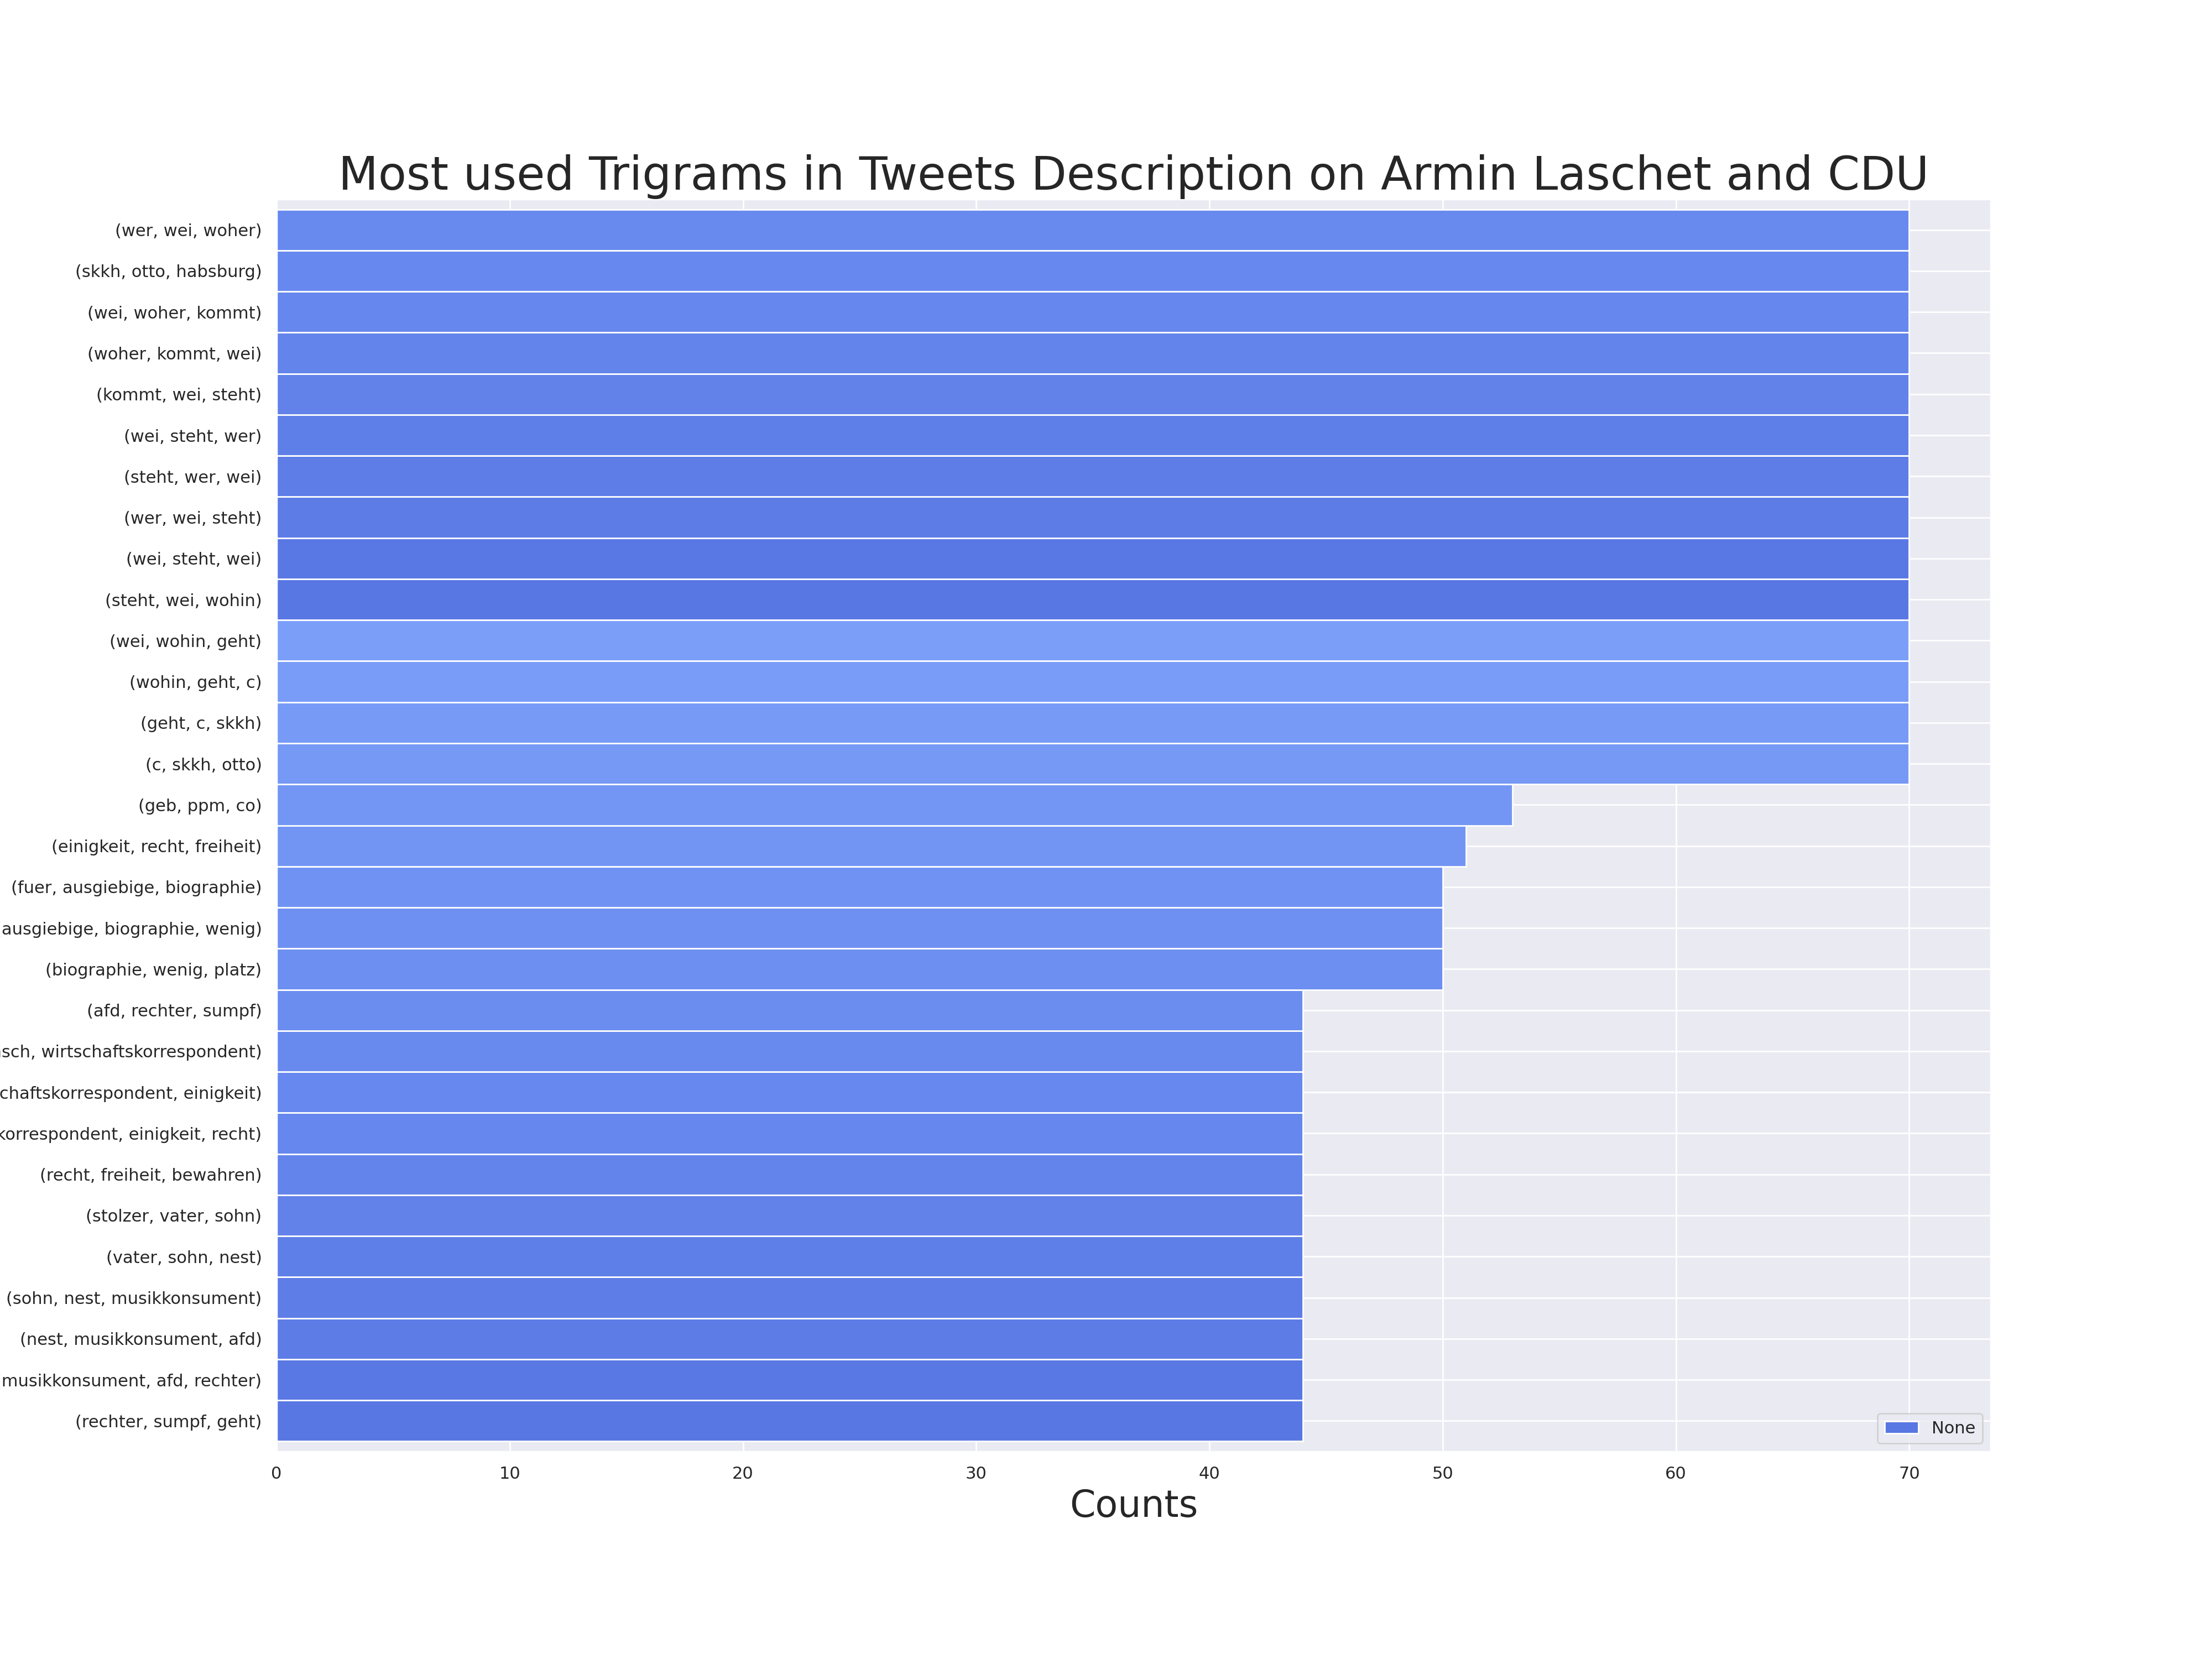 Most used Trigrams in Tweets Description on Armin Laschet and CDU
(wer, wei, woher)
(skkh, otto, habsburg)
(wei, woher, kommt)
(woher, kommt, wei)
(kommt, wei, steht)
(wei, steht, wer)
(steht, wer, wei)
(wer, wei, steht)
(wei, steht, wei)
(steht, wei, wohin)
(wei, wohin, geht)
(wohin, geht, c)
(geht, c, skkh)
(c, skkh, otto)
(geb, ppm, co)
(einigkeit, recht, freiheit)
(fuer, ausgiebige, biographie)
ausgiebige, biographie, wenig)
(biographie, wenig, platz)
(afd, rechter, sumpf)
sch, wirtschaftskorrespondent)
chaftskorrespondent, einigkeit)
korrespondent, einigkeit, recht)
(recht, freiheit, bewahren)
(stolzer, vater, sohn)
(vater, sohn, nest)
(sohn, nest, musikkonsument)
(nest, musikkonsument, afd)
musikkonsument, afd, rechter)
(rechter, sumpf, geht)
None
0 10 20 30 40 50 60 70
Counts